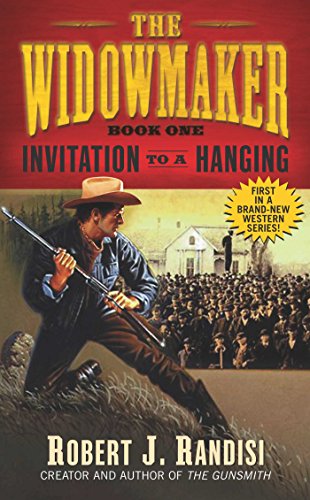 THE
WIDOWMAKER
BOOK ONE
INVITATION TO A HANGING
FIRST
IN A
BRAND-NEW
WESTERN
SERIES!
ROBERT J. RANDISI
CREATOR AND AUTHOR OF THE GUNSMITH